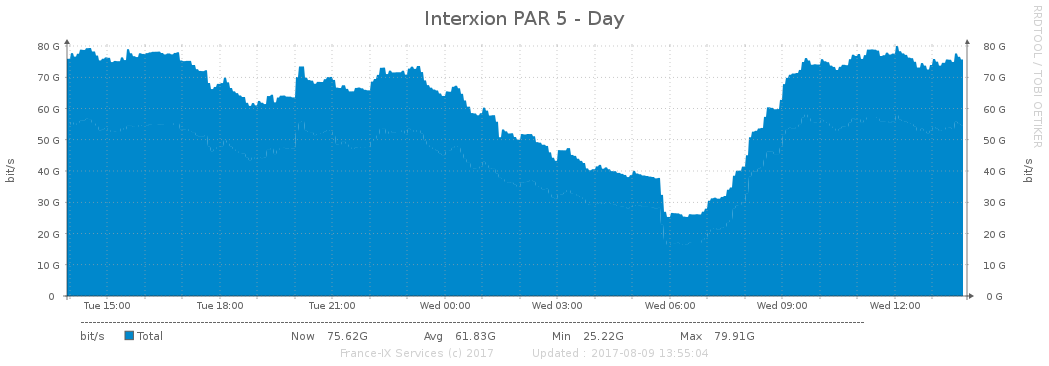 Interxion PAR 5 - Day
RRDTOOL / TOBI OETIKER
80 G 80 G
70 G 70 G
60 G 60 G
50 G 50 G
40 G 40 G
30 G 30 G
20 G 20 G
10 G 10 G
0 0 G
bit/s bit/s
Tue 15:00 Tue 18:00 Tue 21:00 Wed 00:00 Wed 03:00 Wed 06:00 Wed 09:00 Wed 12:00
bit/s Total Now 75.62G Avg 61.83G Min 25.22G Max 79.91G
France-IX Services (c) 2017 Updated : 2017-08-09 13:55:04